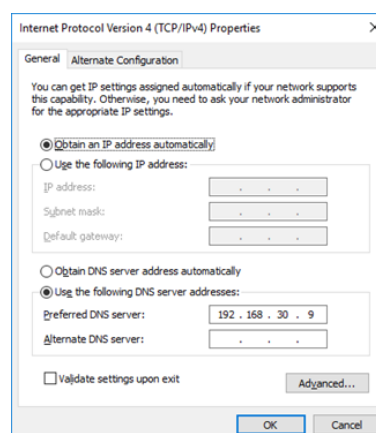 Internet Protocol Version 4 (TCP/IPv4) Properties
General
Alternate Configuration
You can get IP settings assigned automatically if your network supports
this capability. Otherwise, you need to ask your network administrator
for the appropriate IP settings.
Obtain an IP address automatically
Use the following IP address:
IP address:
Subnet mask:
Default gateway:
Obtain DNS server address automatically
Use the following DNS server addresses:
Preferred DNS server: 192 . 168 . 30 . 9
Alternate DNS server: . . .
Validate settings upon exit
Advanced...
OK Cancel